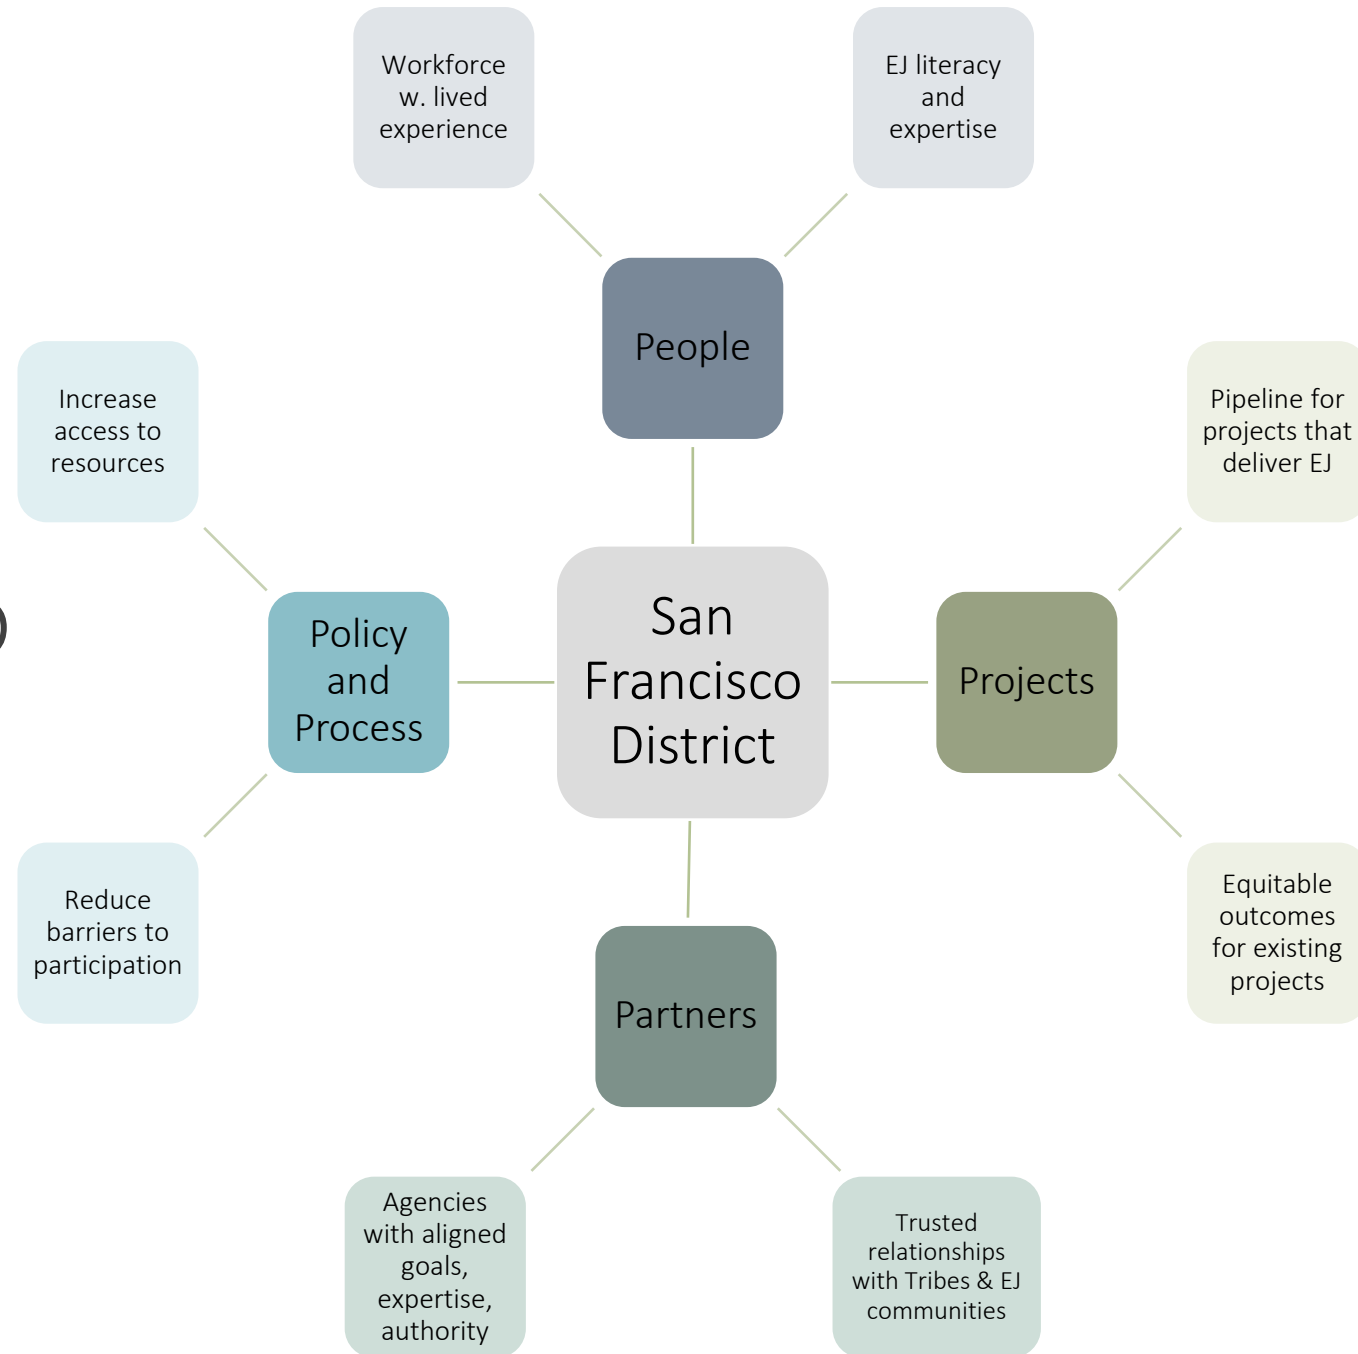 Workforce
w. lived
experience
EJ literacy
and
expertise
People
Increase
access to
resources
Pipeline for
projects that
deliver EJ
Policy
and
Process
San
Francisco
District
Projects
Reduce
barriers to
participation
Equitable
outcomes
for existing
projects
Partners
Agencies
with aligned
goals,
expertise,
authority
Trusted
relationships
with Tribes & EJ
communities